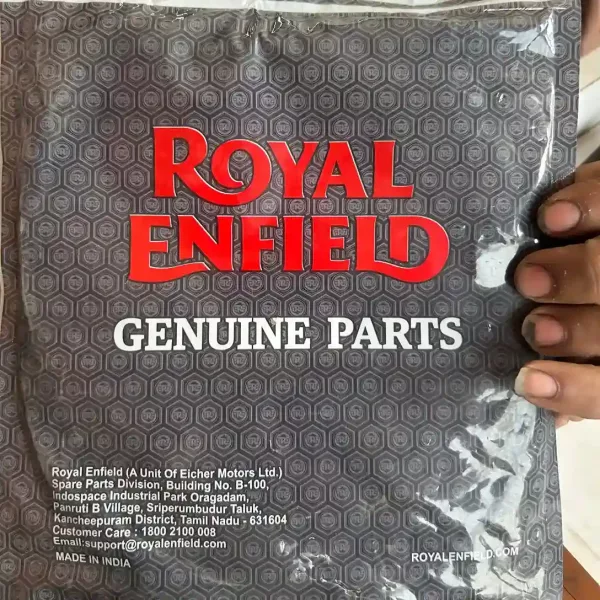 ROYAL
ENFIELD
GENUINE PARTS
Royal Enfield (A Unit Of Eicher Motors Ltd.)
Spare Parts Division, Building No. B-100,
Indospace Industrial Park Oragadam,
Panruti B Village, Sriperumbudur Taluk,
Kancheepuram District, Tamil Nadu - 631604
Customer Care : 1800 2100 008
Email:support@royalenfield.com
MADE IN INDIA
ROYALENFIELD.COM